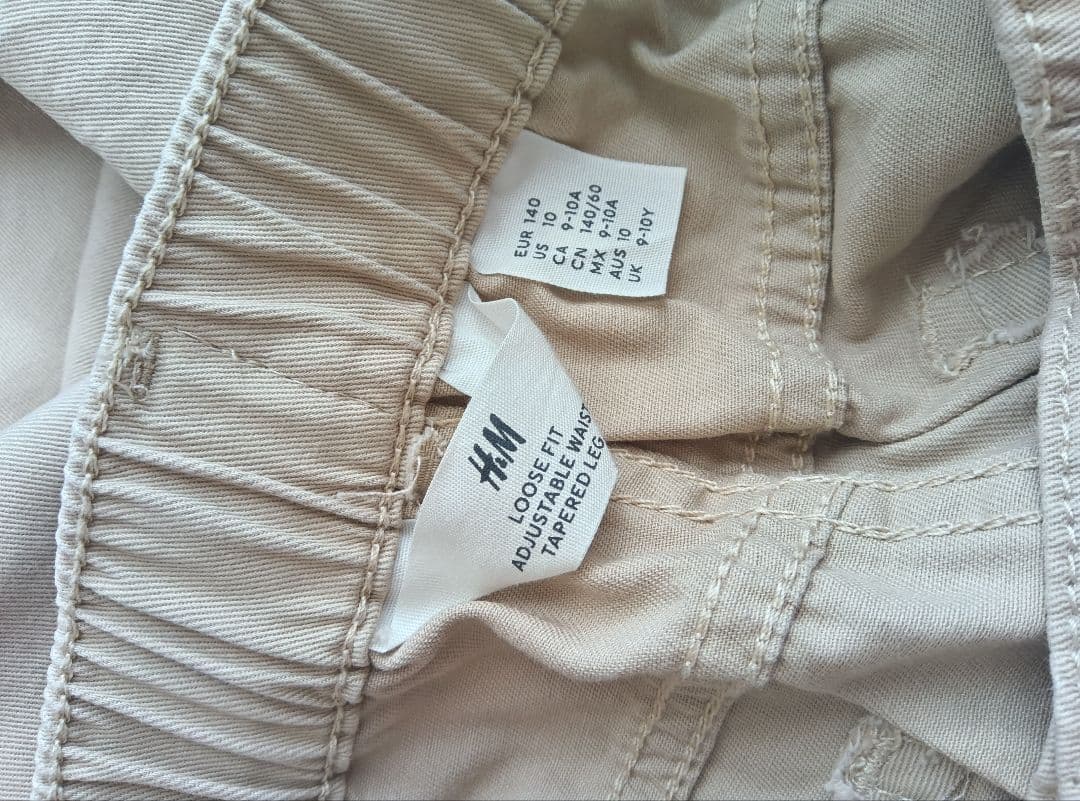 EUR 140
US 10
CA 9-10A
CN 140/60
MX 9-10A
AUS 10
UK 9-10Y
H&M
LOOSE FIT
ADJUSTABLE WAIST
TAPERED LEG